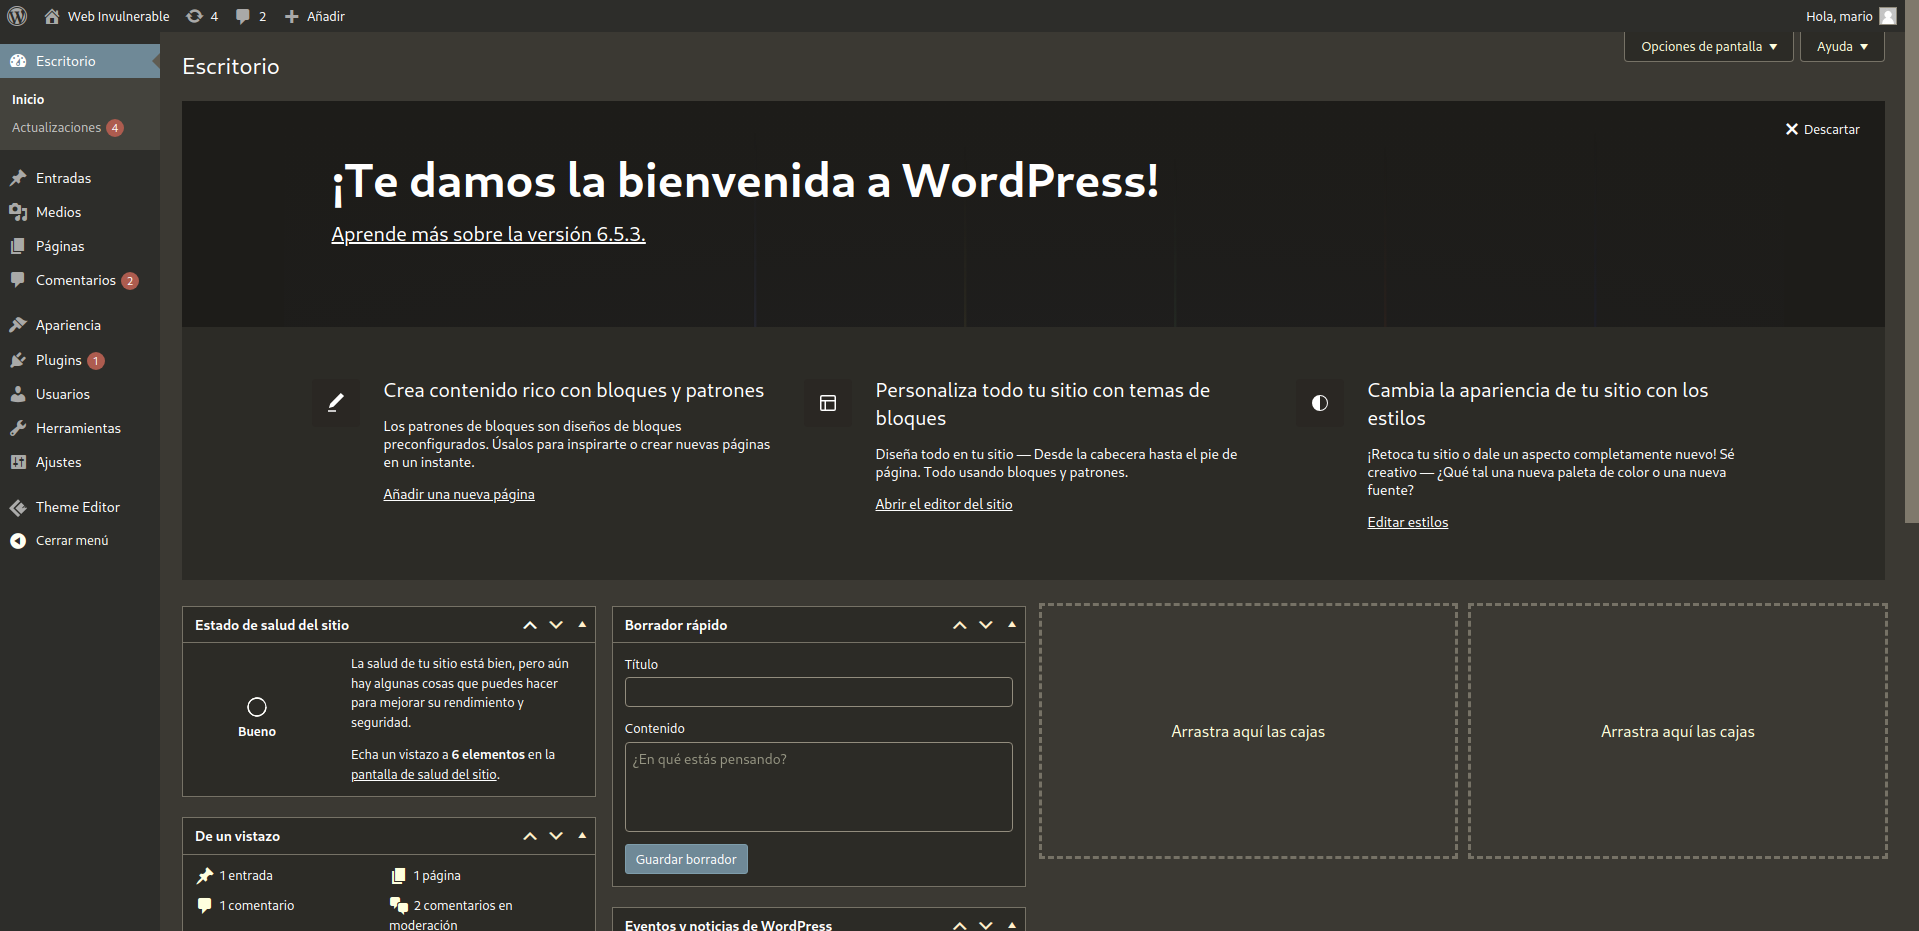 Web Invulnerable
4
2
Añadir
Hola, mario
Escritorio
Inicio
Actualizaciones 4
Entradas
Medios
Páginas
Comentarios 2
Apariencia
Plugins 1
Usuarios
Herramientas
Ajustes
Theme Editor
Cerrar menú
Opciones de pantalla
Ayuda
Escritorio
Descartar
¡Te damos la bienvenida a WordPress!
Aprende más sobre la versión 6.5.3.
Crea contenido rico con bloques y patrones
Los patrones de bloques son diseños de bloques
preconfigurados. Úsalos para inspirarte o crear nuevas páginas
en un instante.
Añadir una nueva página
Personaliza todo tu sitio con temas de
bloques
Diseña todo en tu sitio — Desde la cabecera hasta el pie de
página. Todo usando bloques y patrones.
Abrir el editor del sitio
Cambia la apariencia de tu sitio con los
estilos
¡Retoca tu sitio o dale un aspecto completamente nuevo! Sé
creativo — ¿Qué tal una nueva paleta de color o una nueva
fuente?
Editar estilos
Estado de salud del sitio
Bueno
La salud de tu sitio está bien, pero aún
hay algunas cosas que puedes hacer
para mejorar su rendimiento y
seguridad.
Echa un vistazo a 6 elementos en la
pantalla de salud del sitio.
De un vistazo
1 entrada
1 página
1 comentario
2 comentarios en
moderación
Borrador rápido
Título
Contenido
¿En qué estás pensando?
Guardar borrador
Eventos y noticias de WordPress
Arrastra aquí las cajas
Arrastra aquí las cajas